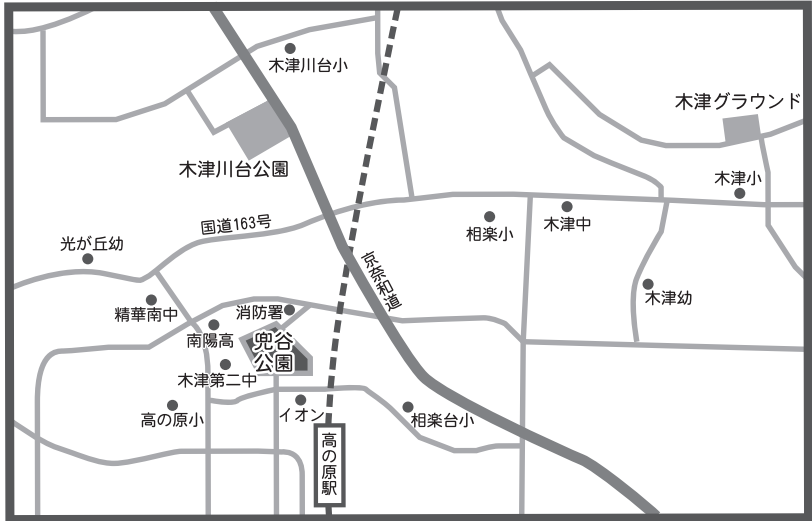 木津川台小
木津グラウンド
木津川台公園
木津小
国道163号
木津中
相楽小
光が丘幼
京奈和道
木津幼
精華南中
消防署
南陽高
兜谷
公園
木津第二中
高の原小
イオン
相楽台小
高の原駅